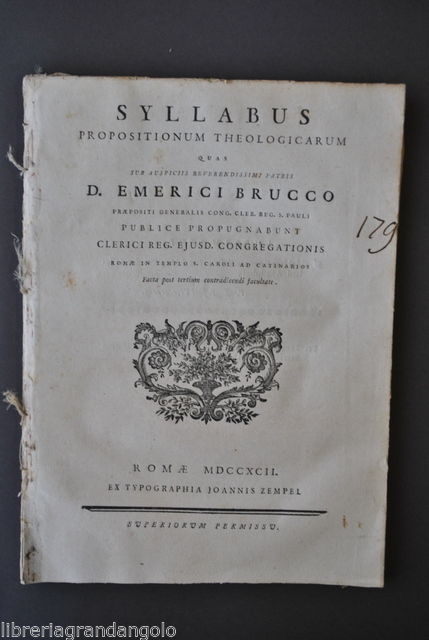 SYLLABUS
PROPOSITIONUM THEOLOGICARUM
QUAS
SUB AUSPICIIS REVERENDISSIMI PATRIS
D. EMERICI BRUCCO
PRÆPOSITI GENERALIS CONG. CLER. REG. S. PAULI
PUBLICE PROPUGNABUNT
CLERICI REG. EJUSD. CONGREGATIONIS
ROMÆ IN TEMPLO S. CAROLI AD CATINARIOS
Facta post tertium contradicendi facultate.
179
ROMÆ MDCCXCII.
EX TYPOGRAPHIA JOANNIS ZEMPEL
SUPERIORUM PERMISSU.
libreriagrandangolo